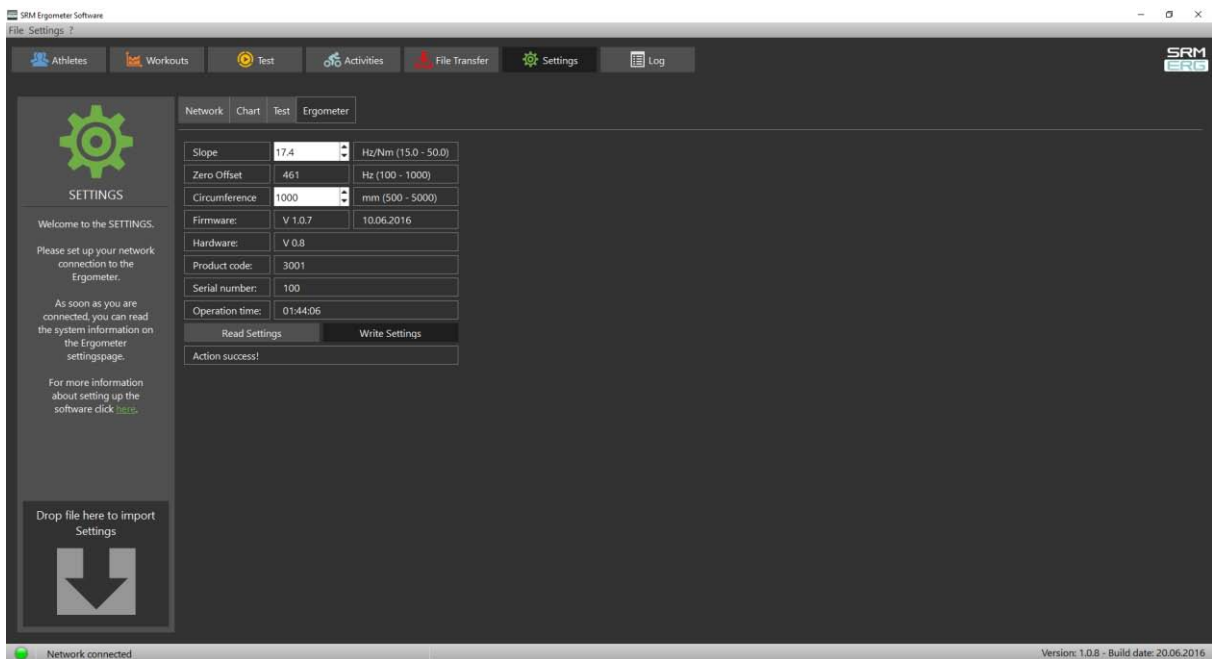 SRM Ergometer Software
File Settings ?
Athletes Workouts Test Activities File Transfer Settings Log
SRM
ERG
Network Chart Test Ergometer
SETTINGS
Welcome to the SETTINGS.
Please set up your network
connection to the
Ergometer.
As soon as you are
connected, you can read
the system information on
the Ergometer
settingspage.
For more information
about setting up the
software click here.
Drop file here to import
Settings
Slope 17.4 Hz/Nm (15.0 - 50.0)
Zero Offset 461 Hz (100 - 1000)
Circumference 1000 mm (500 - 5000)
Firmware: V 1.0.7 10.06.2016
Hardware: V 0.8
Product code: 3001
Serial number: 100
Operation time: 01:44:06
Read Settings Write Settings
Action success!
Network connected Version: 1.0.8 - Build date: 20.06.2016